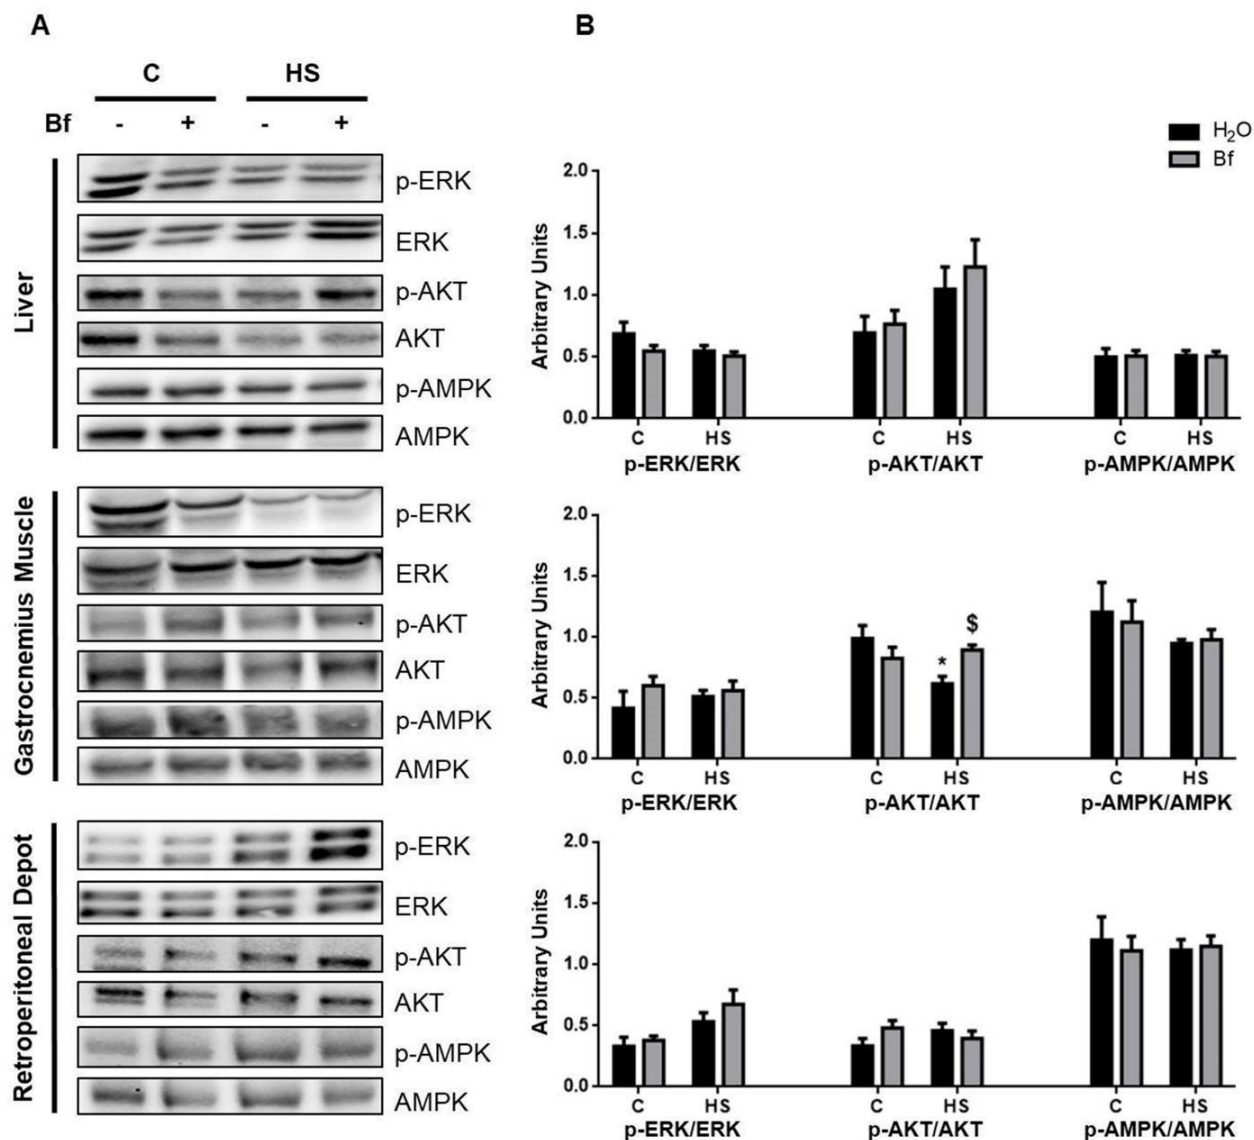 A
B
C HS
Bf - + - +
Liver
p-ERK
ERK
p-AKT
AKT
p-AMPK
AMPK
Gastrocnemius Muscle
p-ERK
ERK
p-AKT
AKT
p-AMPK
AMPK
Retroperitoneal Depot
p-ERK
ERK
p-AKT
AKT
p-AMPK
AMPK
H₂O
Bf
Arbitrary Units
2.0
1.5
1.0
0.5
0.0
C HS C HS C HS
p-ERK/ERK p-AKT/AKT p-AMPK/AMPK
Arbitrary Units
2.0
1.5
1.0
0.5
0.0
* $
C HS C HS C HS
p-ERK/ERK p-AKT/AKT p-AMPK/AMPK
Arbitrary Units
2.0
1.5
1.0
0.5
0.0
C HS C HS C HS
p-ERK/ERK p-AKT/AKT p-AMPK/AMPK